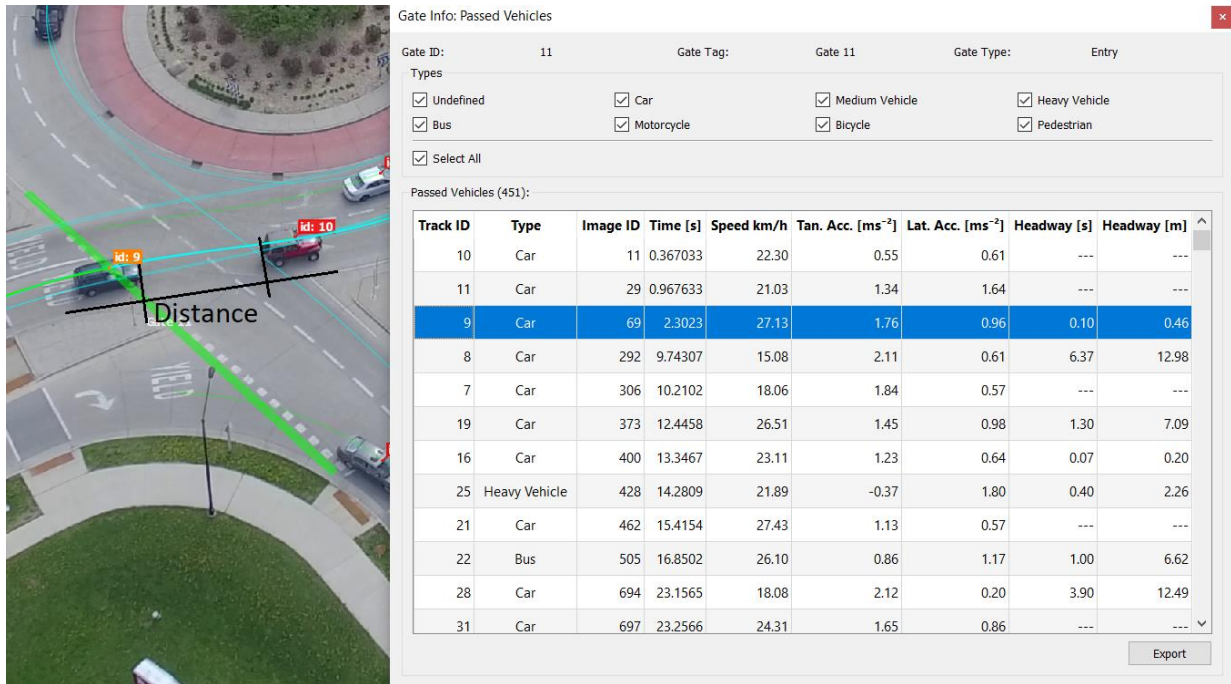 id: 10
id: 9
Distance
YIELD
Gate Info: Passed Vehicles
Gate ID: 11 Gate Tag: Gate 11 Gate Type: Entry
Types
Undefined Car Medium Vehicle Heavy Vehicle
Bus Motorcycle Bicycle Pedestrian
Select All
Passed Vehicles (451):
Track ID Type Image ID Time [s] Speed km/h Tan. Acc. [ms⁻²] Lat. Acc. [ms⁻²] Headway [s] Headway [m]
10 Car 11 0.367033 22.30 0.55 0.61 --- ---
11 Car 29 0.967633 21.03 1.34 1.64 --- ---
9 Car 69 2.3023 27.13 1.76 0.96 0.10 0.46
8 Car 292 9.74307 15.08 2.11 0.61 6.37 12.98
7 Car 306 10.2102 18.06 1.84 0.57 --- ---
19 Car 373 12.4458 26.51 1.45 0.98 1.30 7.09
16 Car 400 13.3467 23.11 1.23 0.64 0.07 0.20
25 Heavy Vehicle 428 14.2809 21.89 -0.37 1.80 0.40 2.26
21 Car 462 15.4154 27.43 1.13 0.57 --- ---
22 Bus 505 16.8502 26.10 0.86 1.17 1.00 6.62
28 Car 694 23.1565 18.08 2.12 0.20 3.90 12.49
31 Car 697 23.2566 24.31 1.65 0.86 --- ---
Export